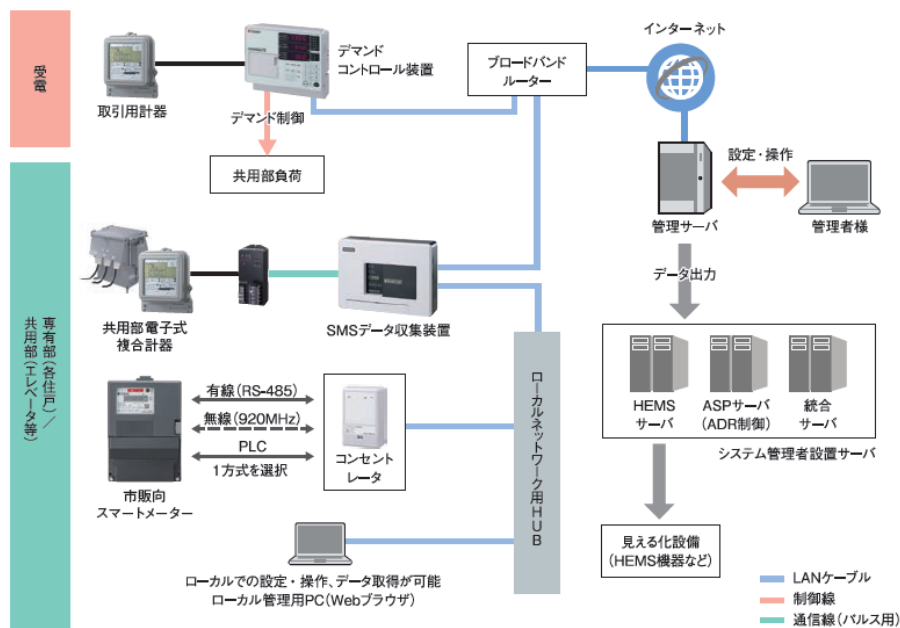 受電
取引用計器
デマンド
コントロール装置
デマンド制御
共用部負荷
ブロードバンド
ルーター
インターネット
設定・操作
管理サーバ
管理者様
データ出力
専有部(各住戸)/
共用部(エレベータ等)
共用部電子式
複合計器
SMSデータ収集装置
有線(RS-485)
無線(920MHz)
PLC
1方式を選択
市販向
スマートメーター
コンセント
レータ
ローカルネットワーク用HUB
ローカルでの設定・操作、データ取得が可能
ローカル管理用PC(Webブラウザ)
HEMS
サーバ
ASPサーバ
(ADR制御)
統合
サーバ
システム管理者設置サーバ
見える化設備
(HEMS機器など)
LANケーブル
制御線
通信線(パルス用)